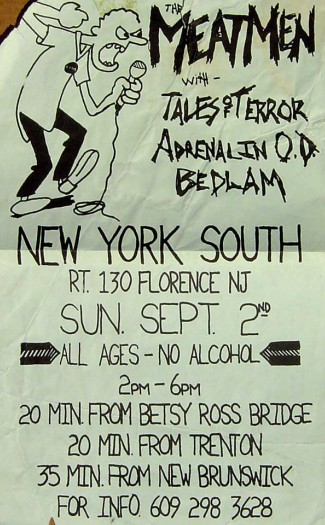 THE
MEATMEN
WITH -
TALES OF TERROR
ADRENALIN O.D.
BEDLAM
NEW YORK SOUTH
RT. 130 FLORENCE NJ
SUN. SEPT. 2ND
ALL AGES - NO ALCOHOL
2PM - 6PM
20 MIN. FROM BETSY ROSS BRIDGE
20 MIN. FROM TRENTON
35 MIN. FROM NEW BRUNSWICK
FOR INFO. 609 298 3628